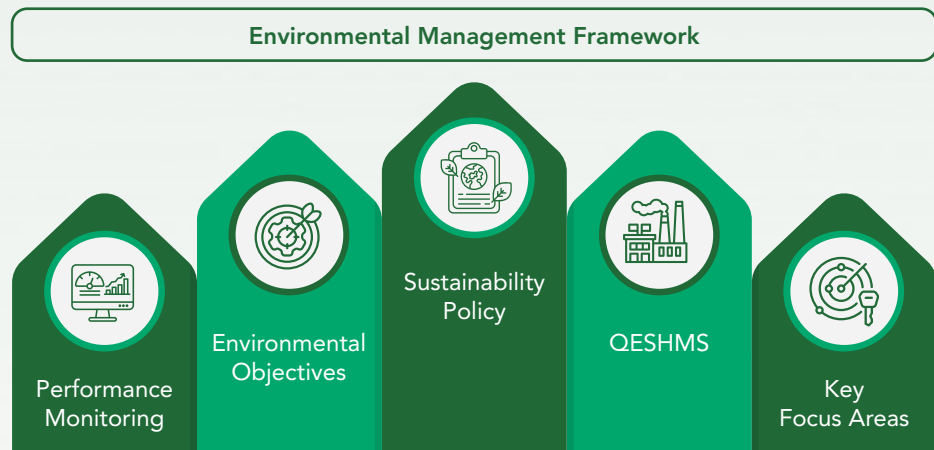 Environmental Management Framework
Performance
Monitoring
Environmental
Objectives
Sustainability
Policy
QESHMS
Key
Focus Areas